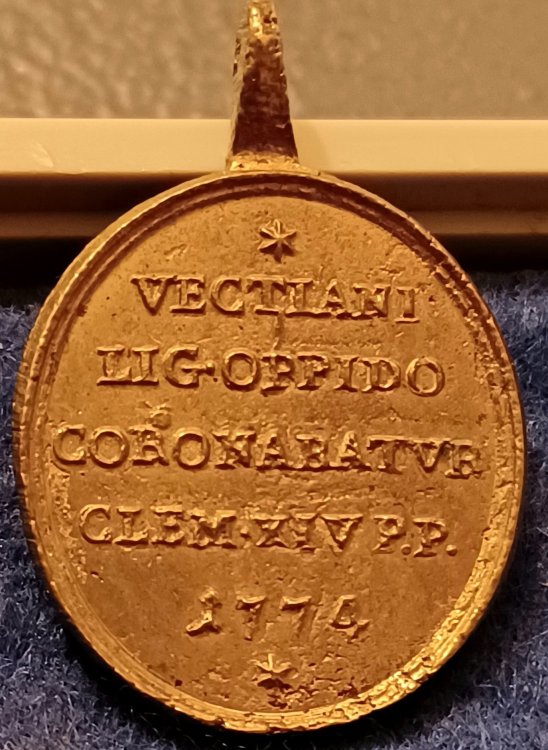 VECTIANI
LIG·OPPIDO
CORONABATVR
CLEM·XIV P.P.
1774